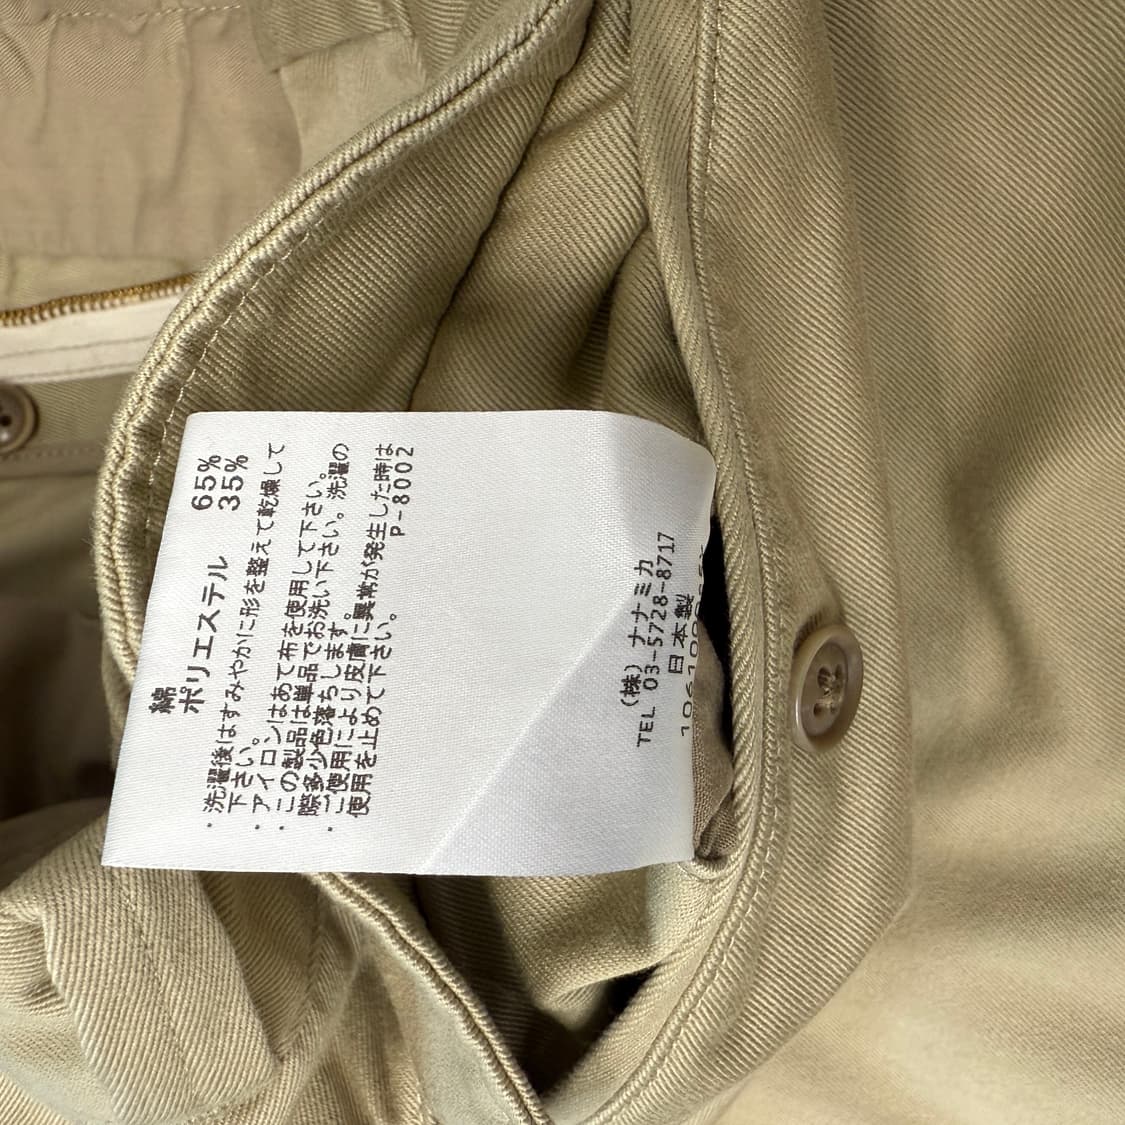 綿 65%
ポリエステル 35%
・洗濯後はすみやかに形を整えて乾燥して
下さい。
・アイロンはあて布を使用して下さい。
・この製品は単品でお洗い下さい。洗濯の
際多少色落ちします。
・ご使用により皮膚に異常が発生した時は
使用を止めて下さい。
P-8002
(株) ナナミカ
TEL 03-5728-8717
日本製